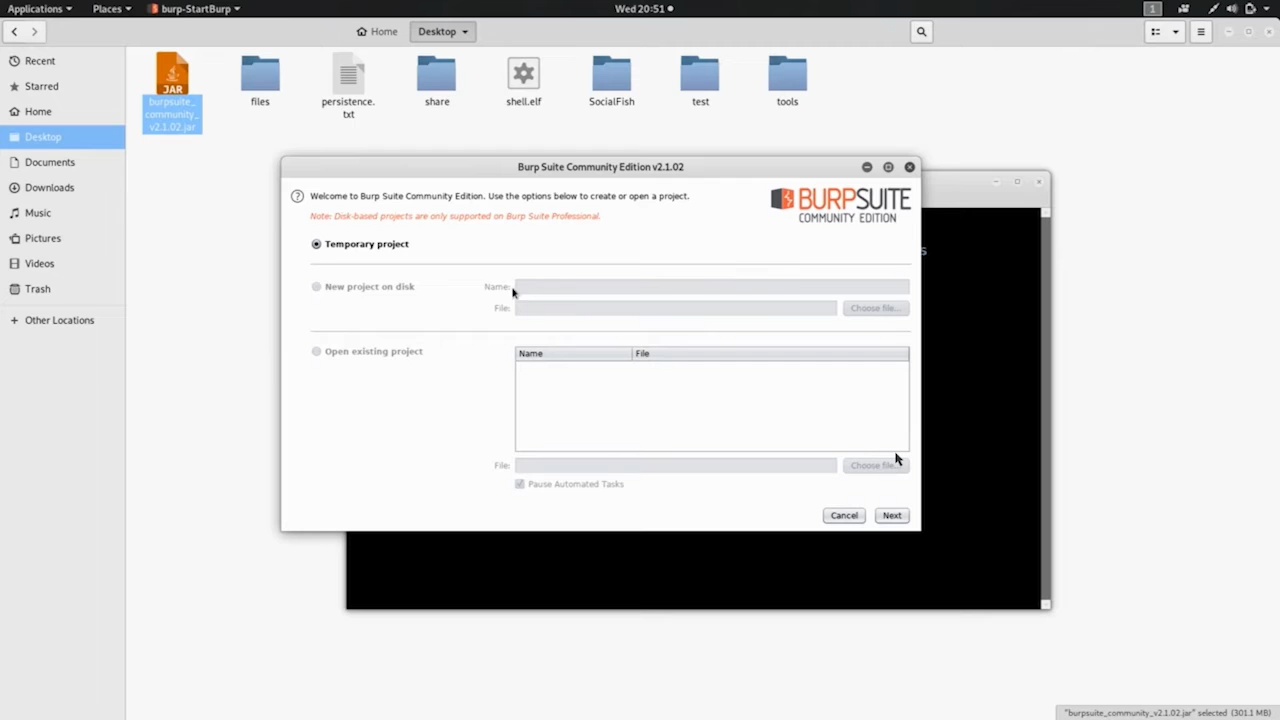 Applications
Places
burp-StartBurp
Wed 20:51
1
Home
Desktop
Recent
Starred
Home
Desktop
Documents
Downloads
Music
Pictures
Videos
Trash
Other Locations
JAR
burpsuite_
community_
v2.1.02.jar
files
persistence.
txt
share
shell.elf
SocialFish
test
tools
Burp Suite Community Edition v2.1.02
Welcome to Burp Suite Community Edition. Use the options below to create or open a project.
Note: Disk-based projects are only supported on Burp Suite Professional.
BURPSUITE
COMMUNITY EDITION
Temporary project
New project on disk
Name:
File:
Choose file...
Open existing project
Name File
File:
Choose file...
Pause Automated Tasks
Cancel Next
s
"burpsuite_community_v2.1.02.jar" selected (301.1 MB)